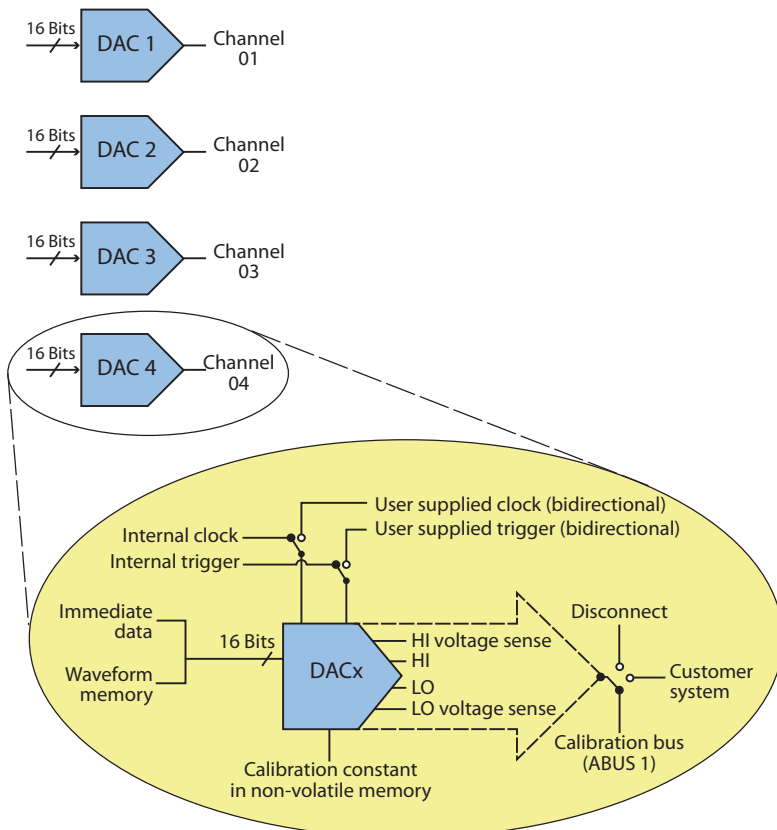 16 Bits
DAC 1
Channel
01
16 Bits
DAC 2
Channel
02
16 Bits
DAC 3
Channel
03
16 Bits
DAC 4
Channel
04
User supplied clock (bidirectional)
Internal clock
User supplied trigger (bidirectional)
Internal trigger
Immediate
data
Waveform
memory
16 Bits
DACx
HI voltage sense
HI
LO
LO voltage sense
Disconnect
Customer
system
Calibration bus
(ABUS 1)
Calibration constant
in non-volatile memory